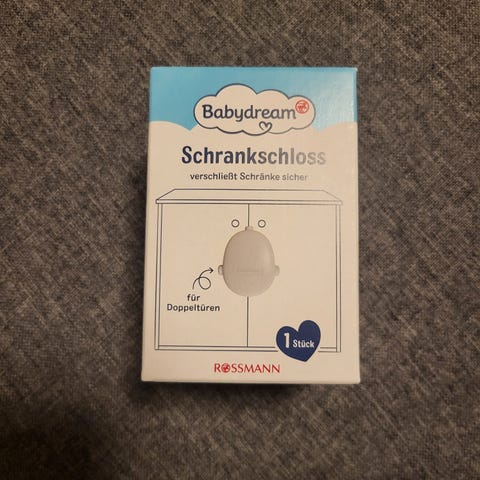 Babydream
Schrankschloss
verschließt Schränke sicher
für
Doppeltüren
1 Stück
ROSSMANN